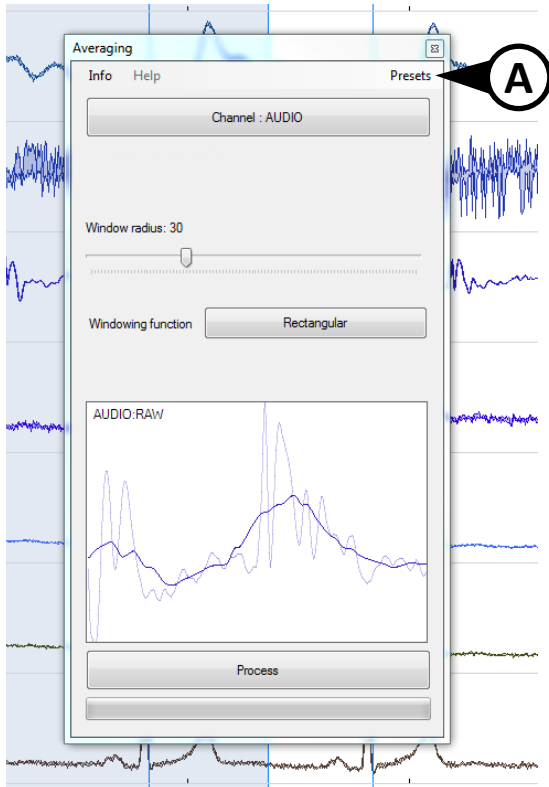 Averaging
Info Help Presets
A
Channel : AUDIO
Window radius: 30
Windowing function Rectangular
AUDIO:RAW
Process